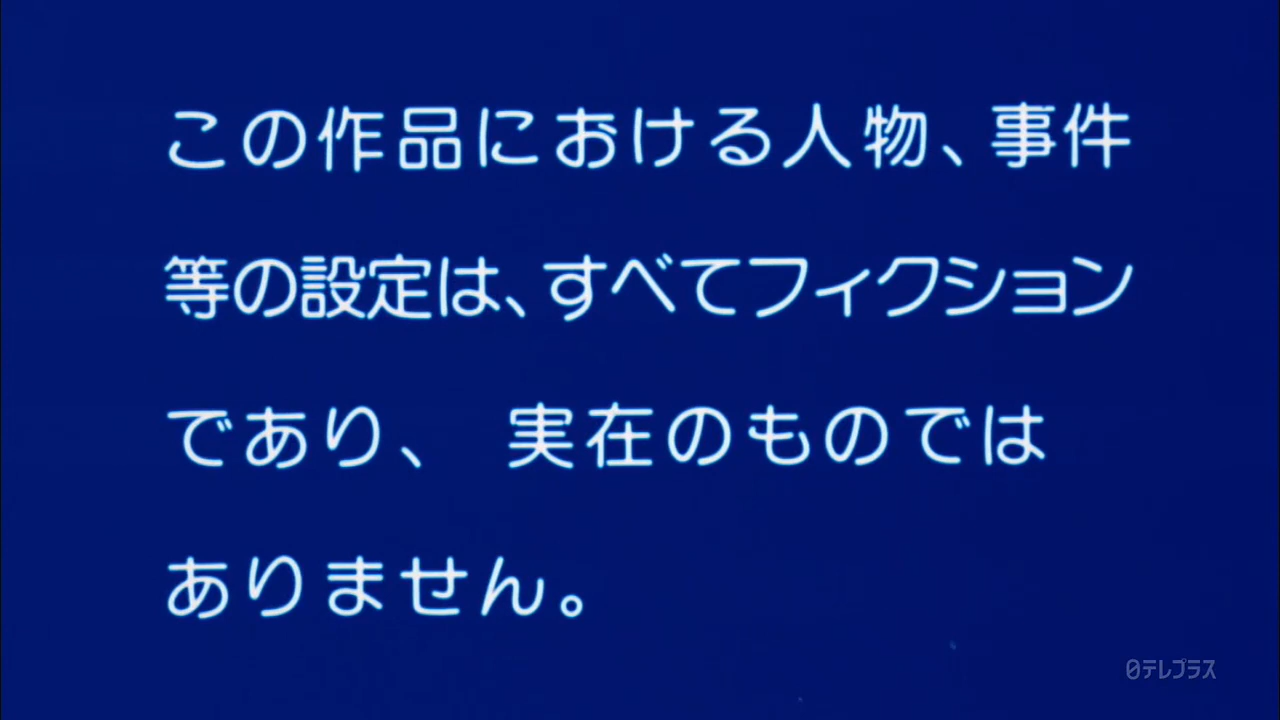 この作品における人物、事件
等の設定は、すべてフィクション
であり、　実在のものでは
ありません。
日テレプラス